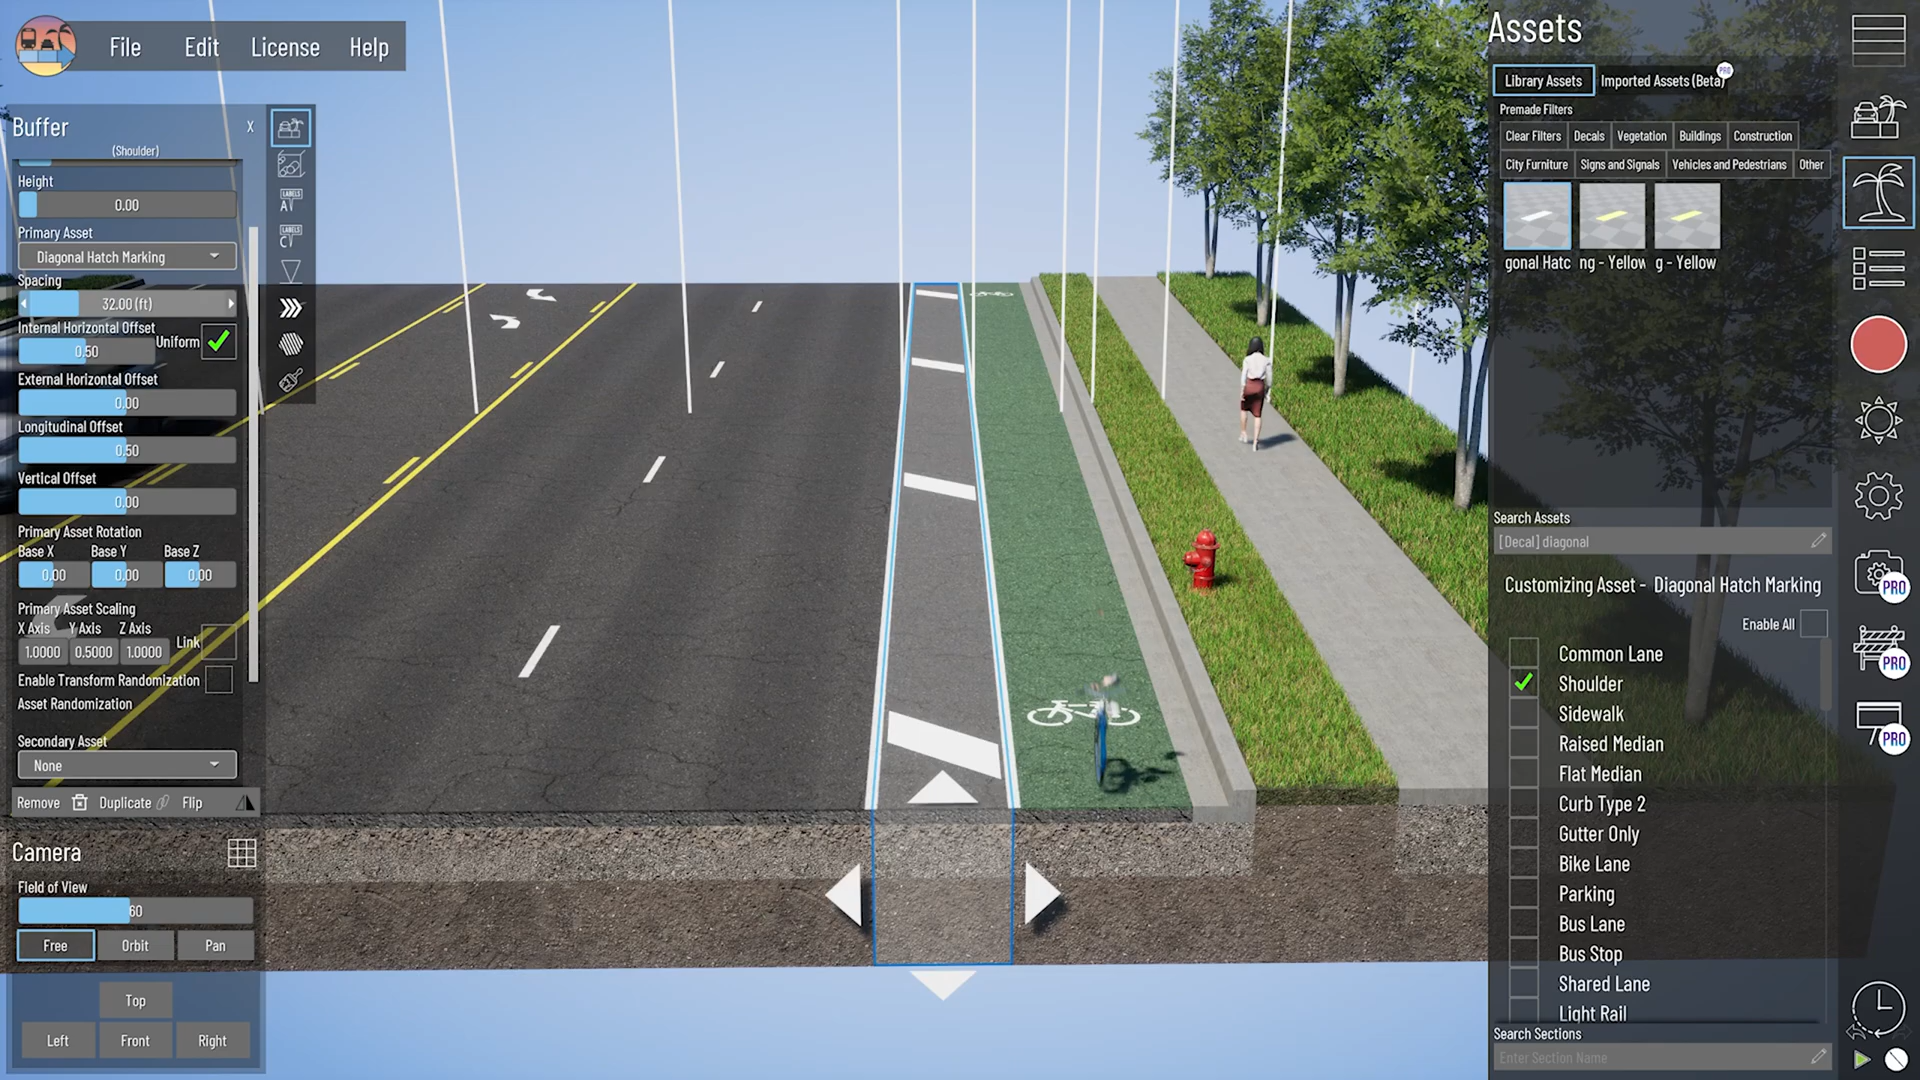 File Edit License Help
Buffer X
(Shoulder)
Height
0.00
Primary Asset
Diagonal Hatch Marking
Spacing
32.00 (ft)
Internal Horizontal Offset
Uniform
0.50
External Horizontal Offset
0.00
Longitudinal Offset
0.50
Vertical Offset
0.00
Primary Asset Rotation
Base X Base Y Base Z
0.00 0.00 0.00
Primary Asset Scaling
X Axis Y Axis Z Axis Link
1.0000 0.5000 1.0000
Enable Transform Randomization
Asset Randomization
Secondary Asset
None
Remove Duplicate Flip
Camera
Field of View
60
Free Orbit Pan
Top
Left Front Right
LABELS
A
LABELS
C
Assets
Library Assets Imported Assets (Beta) PRO
Premade Filters
Clear Filters Decals Vegetation Buildings Construction
City Furniture Signs and Signals Vehicles and Pedestrians Other
gonal Hatc ng - Yellow g - Yellow
Search Assets
[Decal] diagonal
Customizing Asset - Diagonal Hatch Marking
Enable All
Common Lane
Shoulder
Sidewalk
Raised Median
Flat Median
Curb Type 2
Gutter Only
Bike Lane
Parking
Bus Lane
Bus Stop
Shared Lane
Light Rail
Search Sections
Enter Section Name
PRO
PRO
PRO